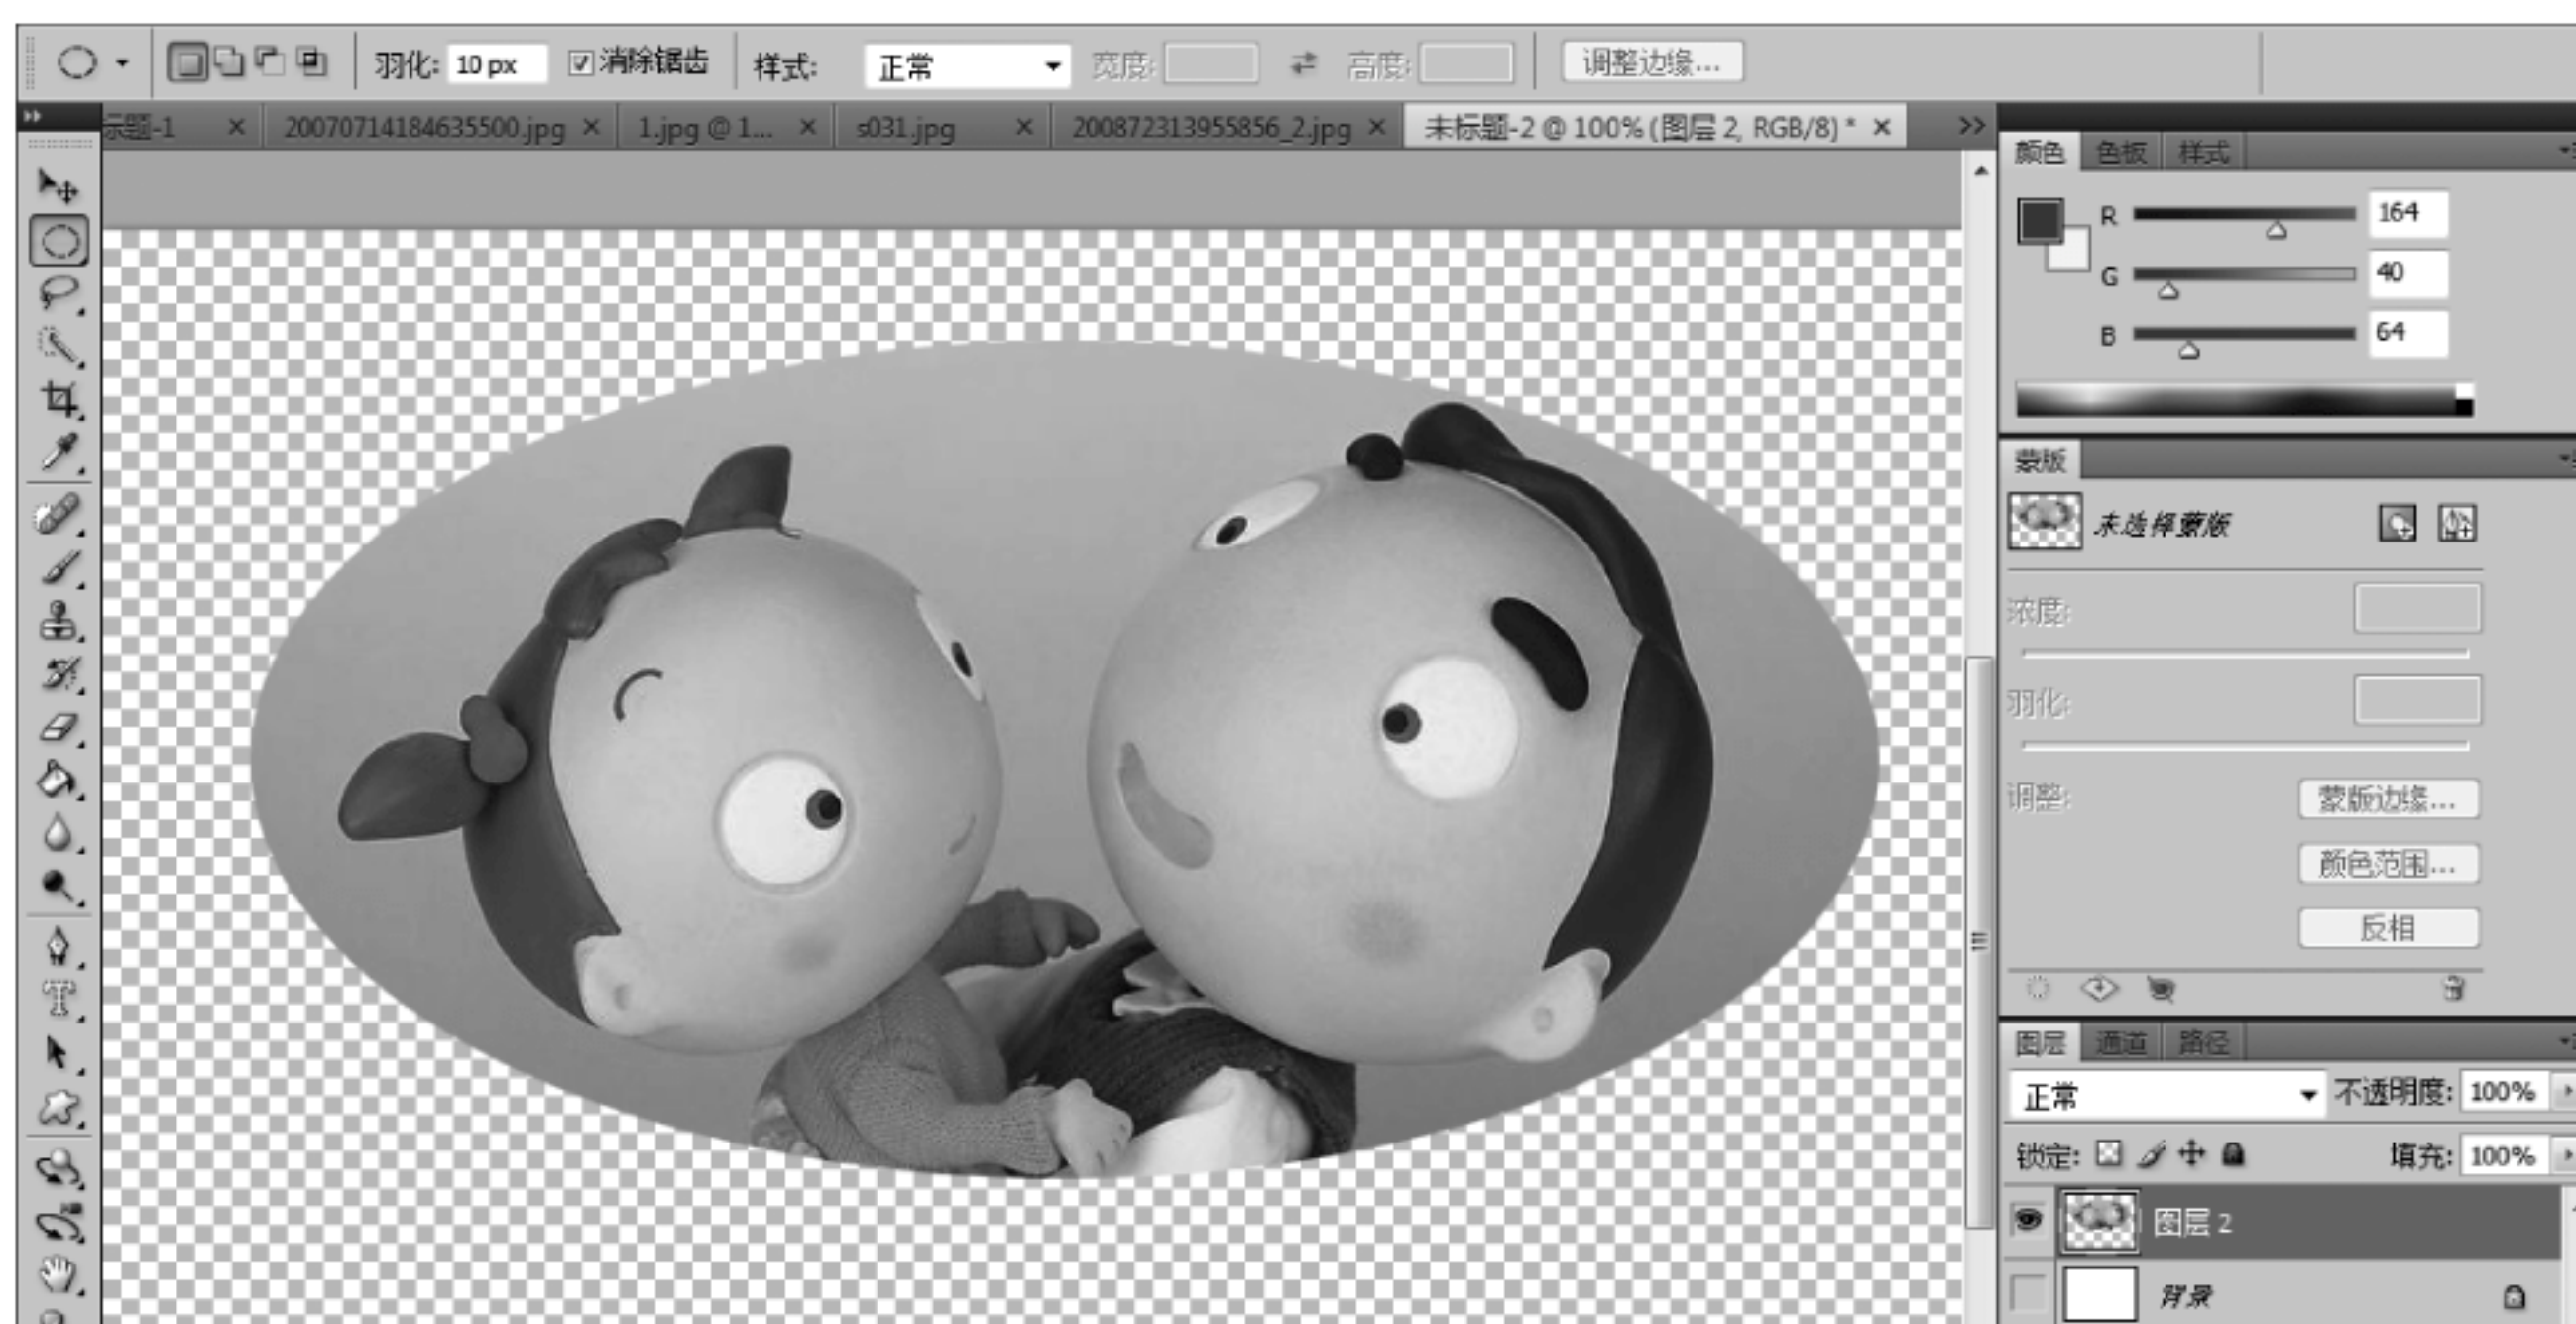 羽化: 10 px 消除锯齿 样式: 正常 宽度: 高度: 调整边缘...
标题-1 × 20070714184635500.jpg × 1.jpg @ 1... × s031.jpg × 200872313955856_2.jpg × 未标题-2 @ 100% (图层 2, RGB/8) * × >>
颜色 色板 样式
R 164
G 40
B 64
蒙版
未选择蒙版
浓度:
羽化:
调整: 蒙版边缘...
颜色范围...
反相
图层 通道 路径
正常 不透明度: 100%
锁定: 填充: 100%
图层 2
背景